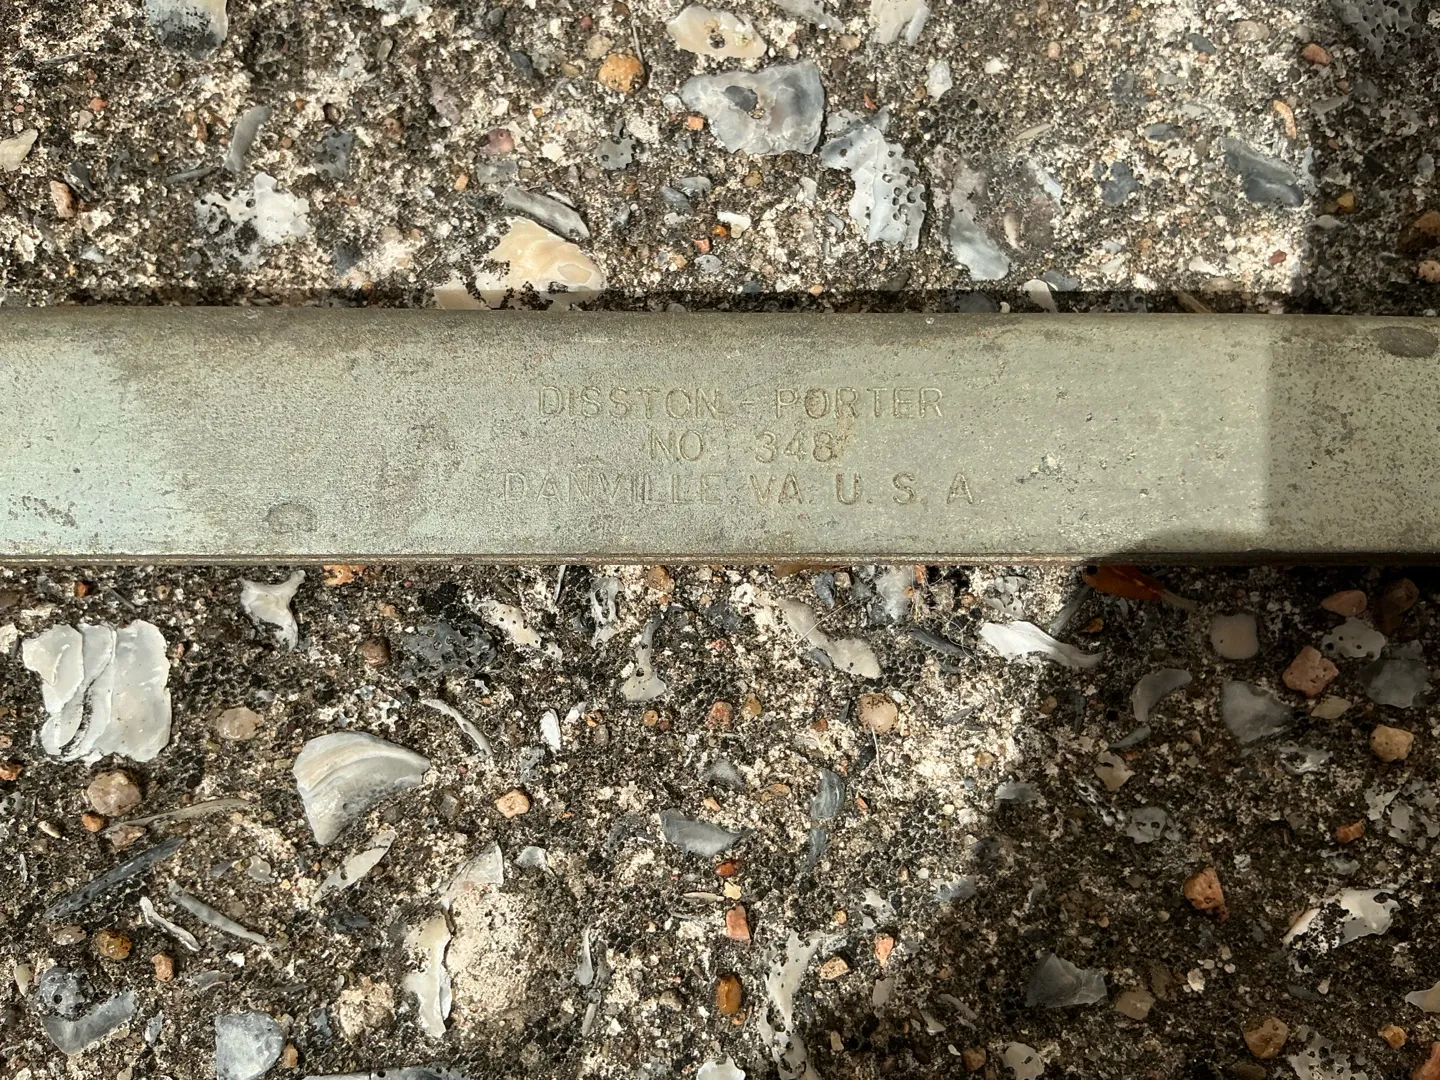 DISSTON - PORTER
NO 348
DANVILLE VA. U. S. A.